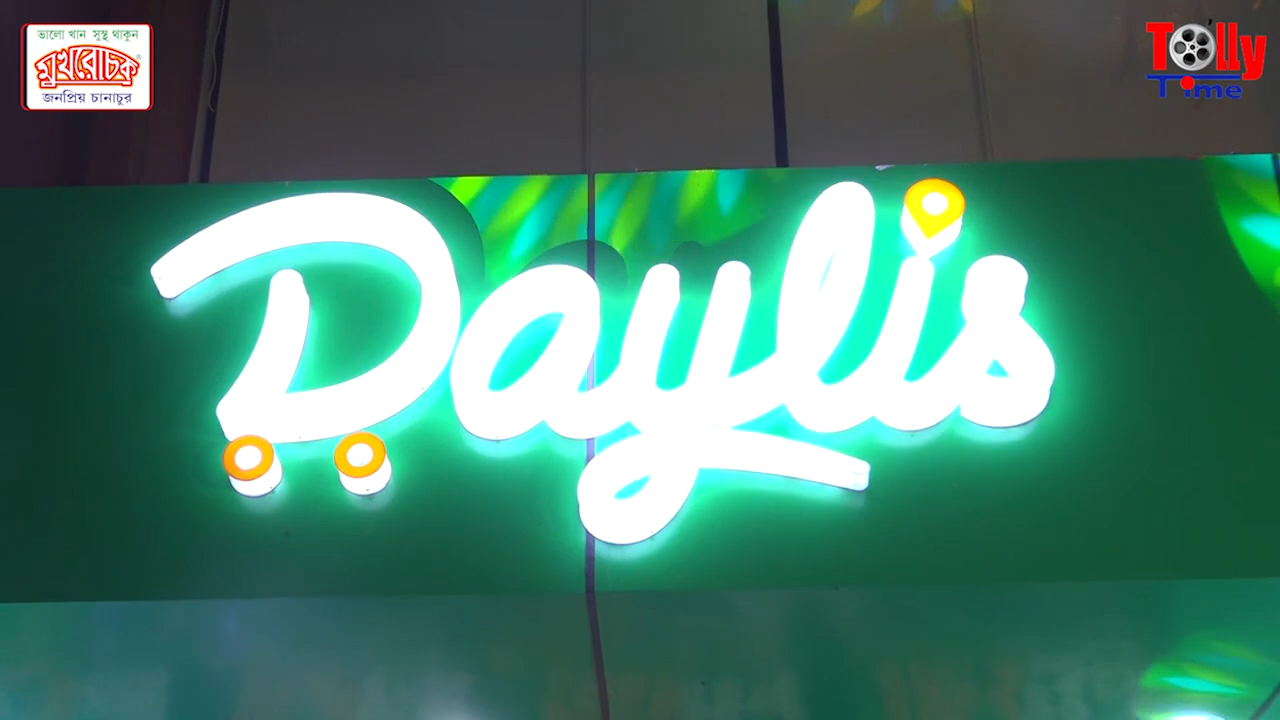 ভালো খান সুস্থ থাকুন
মুখরোচক
জনপ্রিয় চানাচুর
Tolly
Time
Daylis